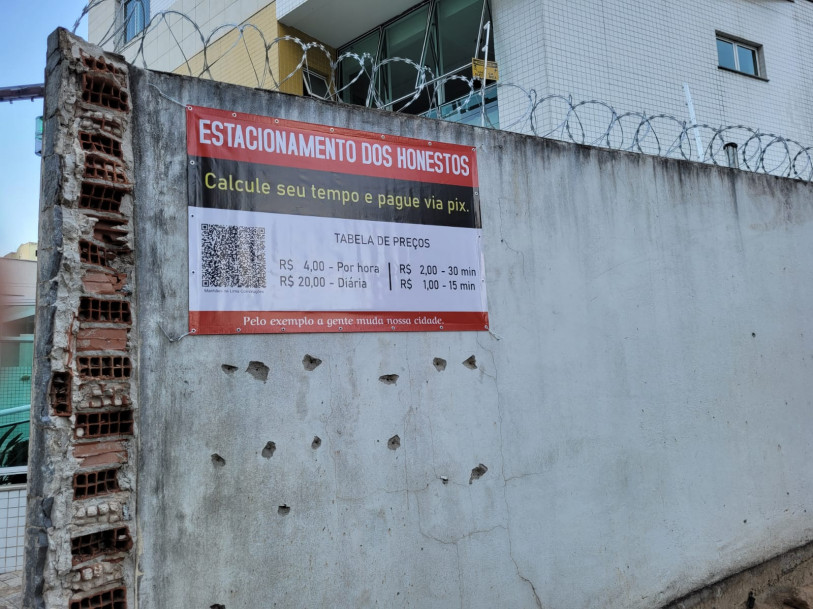 ESTACIONAMENTO DOS HONESTOS
Calcule seu tempo e pague via pix.
TABELA DE PREÇOS
R$ 4,00 - Por hora
R$ 20,00 - Diária
R$ 2,00 - 30 min
R$ 1,00 - 15 min
Pelo exemplo a gente muda nossa cidade.